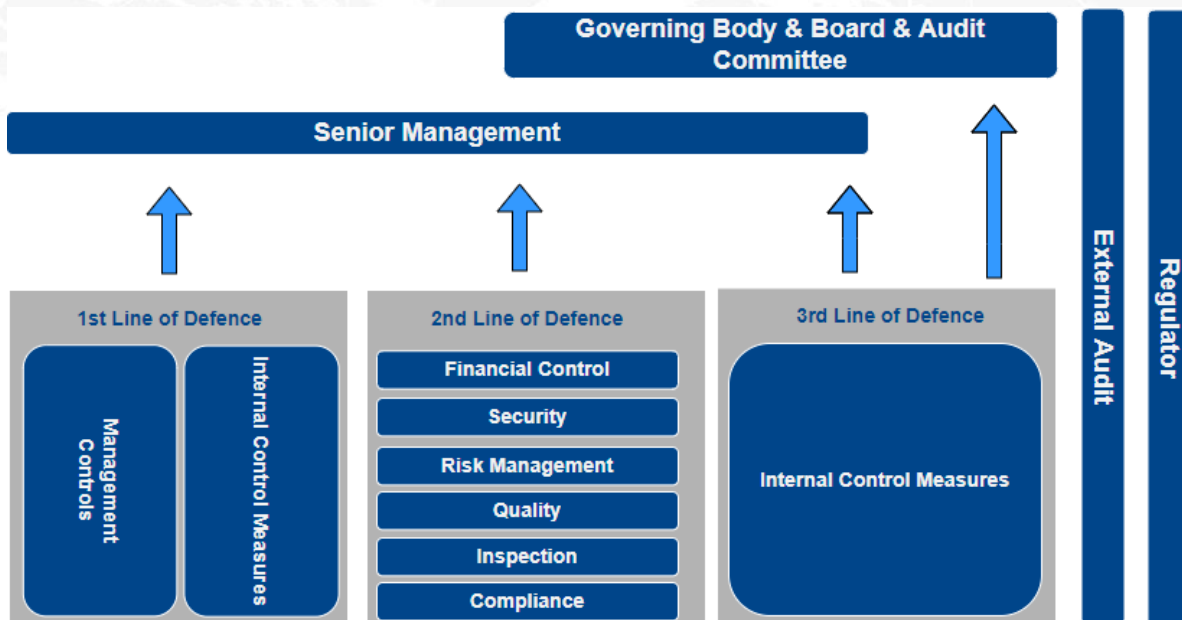 Governing Body & Board & Audit
Committee
Senior Management
1st Line of Defence
Management
Controls
Internal Control Measures
2nd Line of Defence
Financial Control
Security
Risk Management
Quality
Inspection
Compliance
3rd Line of Defence
Internal Control Measures
External Audit
Regulator